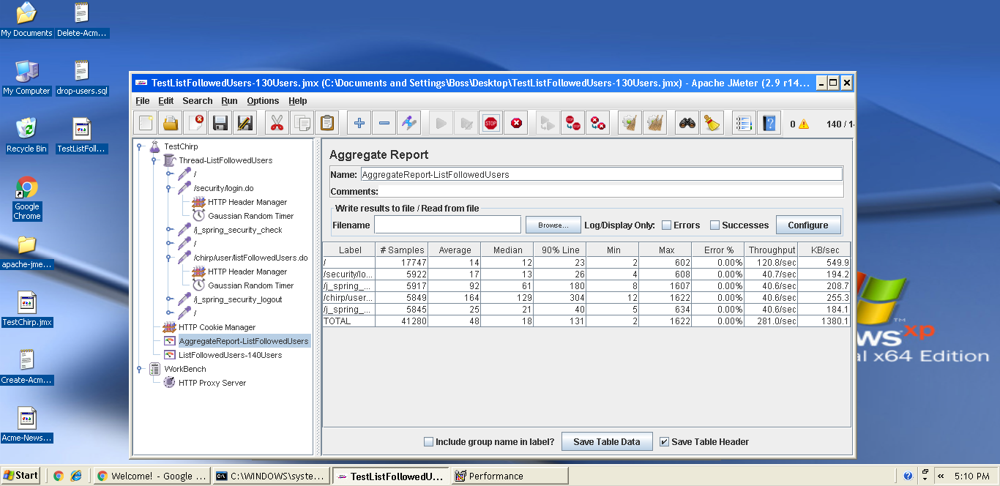 My Documents
Delete-Acm...
My Computer
drop-users.sql
Recycle Bin
TestListFoll...
Google
Chrome
apache-jme...
TestChirp.jmx
Create-Acm...
Acme-News...
TestListFollowedUsers-130Users.jmx (C:\Documents and Settings\Boss\Desktop\TestListFollowedUsers-130Users.jmx) - Apache JMeter (2.9 r14...
File Edit Search Run Options Help
STOP
0 140 / 1
TestChirp
Thread-ListFollowedUsers
/
/security/login.do
HTTP Header Manager
Gaussian Random Timer
/j_spring_security_check
/
/chirp/user/listFollowedUsers.do
HTTP Header Manager
Gaussian Random Timer
/j_spring_security_logout
/
HTTP Cookie Manager
AggregateReport-ListFollowedUsers
ListFollowedUsers-140Users
WorkBench
HTTP Proxy Server
Aggregate Report
Name: AggregateReport-ListFollowedUsers
Comments:
Write results to file / Read from file
Filename Browse... Log/Display Only: Errors Successes Configure
Label # Samples Average Median 90% Line Min Max Error % Throughput KB/sec
/ 17747 14 12 23 2 602 0.00% 120.8/sec 549.9
/security/lo... 5922 17 13 26 4 608 0.00% 40.7/sec 194.2
/j_spring_... 5917 92 61 180 8 1607 0.00% 40.6/sec 208.7
/chirp/user... 5849 164 129 304 12 1622 0.00% 40.6/sec 255.3
/j_spring_... 5845 25 21 40 5 634 0.00% 40.6/sec 184.1
TOTAL 41280 48 18 131 2 1622 0.00% 281.0/sec 1380.1
Include group name in label? Save Table Data Save Table Header
ws xp
TM
al x64 Edition
Start Welcome! - Google ... C:\WINDOWS\syste... TestListFollowedU... Performance « 5:10 PM